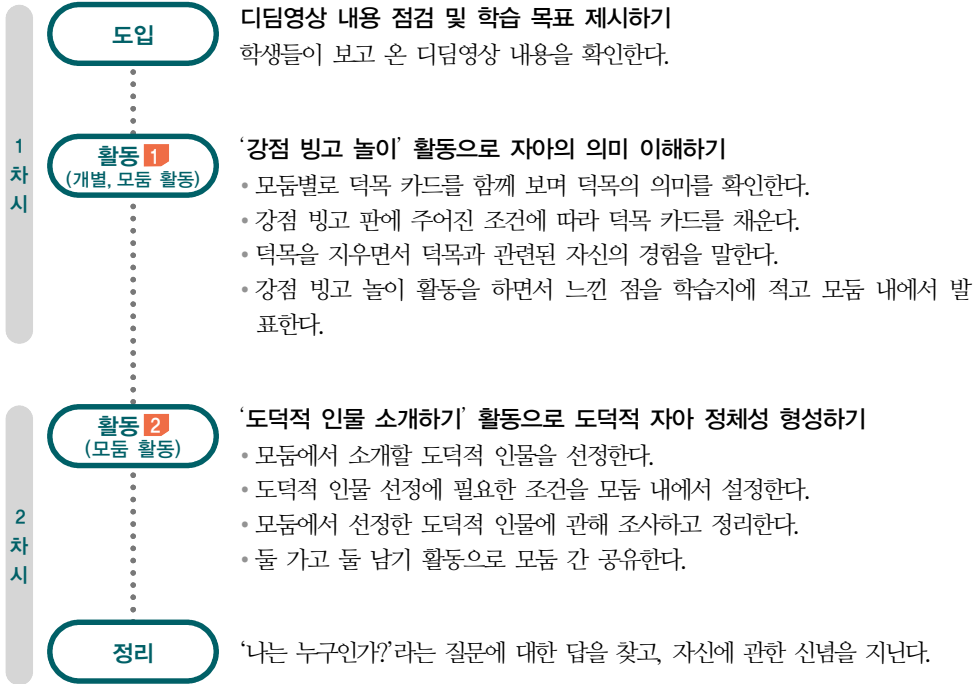 1
차
시
도입
디딤영상 내용 점검 및 학습 목표 제시하기
학생들이 보고 온 디딤영상 내용을 확인한다.
활동 1
(개별, 모둠 활동)
‘강점 빙고 놀이’ 활동으로 자아의 의미 이해하기
• 모둠별로 덕목 카드를 함께 보며 덕목의 의미를 확인한다.
• 강점 빙고 판에 주어진 조건에 따라 덕목 카드를 채운다.
• 덕목을 지우면서 덕목과 관련된 자신의 경험을 말한다.
• 강점 빙고 놀이 활동을 하면서 느낀 점을 학습지에 적고 모둠 내에서 발
표한다.
2
차
시
활동 2
(모둠 활동)
‘도덕적 인물 소개하기’ 활동으로 도덕적 자아 정체성 형성하기
• 모둠에서 소개할 도덕적 인물을 선정한다.
• 도덕적 인물 선정에 필요한 조건을 모둠 내에서 설정한다.
• 모둠에서 선정한 도덕적 인물에 관해 조사하고 정리한다.
• 둘 가고 둘 남기 활동으로 모둠 간 공유한다.
정리
‘나는 누구인가?’라는 질문에 대한 답을 찾고, 자신에 관한 신념을 지닌다.